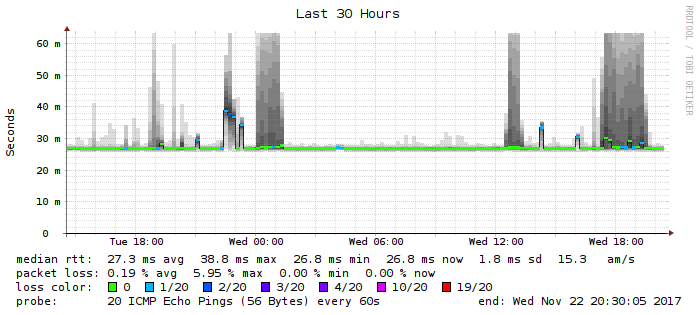 Last 30 Hours
RRDTOOL / TOBI OETIKER
Seconds
60 m
50 m
40 m
30 m
20 m
10 m
0
Tue 18:00 Wed 00:00 Wed 06:00 Wed 12:00 Wed 18:00
median rtt: 27.3 ms avg 38.8 ms max 26.8 ms min 26.8 ms now 1.8 ms sd 15.3 am/s
packet loss: 0.19 % avg 5.95 % max 0.00 % min 0.00 % now
loss color: 0 1/20 2/20 3/20 4/20 10/20 19/20
probe: 20 ICMP Echo Pings (56 Bytes) every 60s end: Wed Nov 22 20:30:05 2017